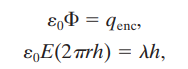 ε₀Φ = q_enc,
ε₀E(2πrh) = λh,